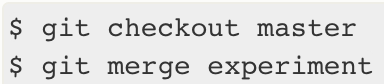 $ git checkout master
$ git merge experiment